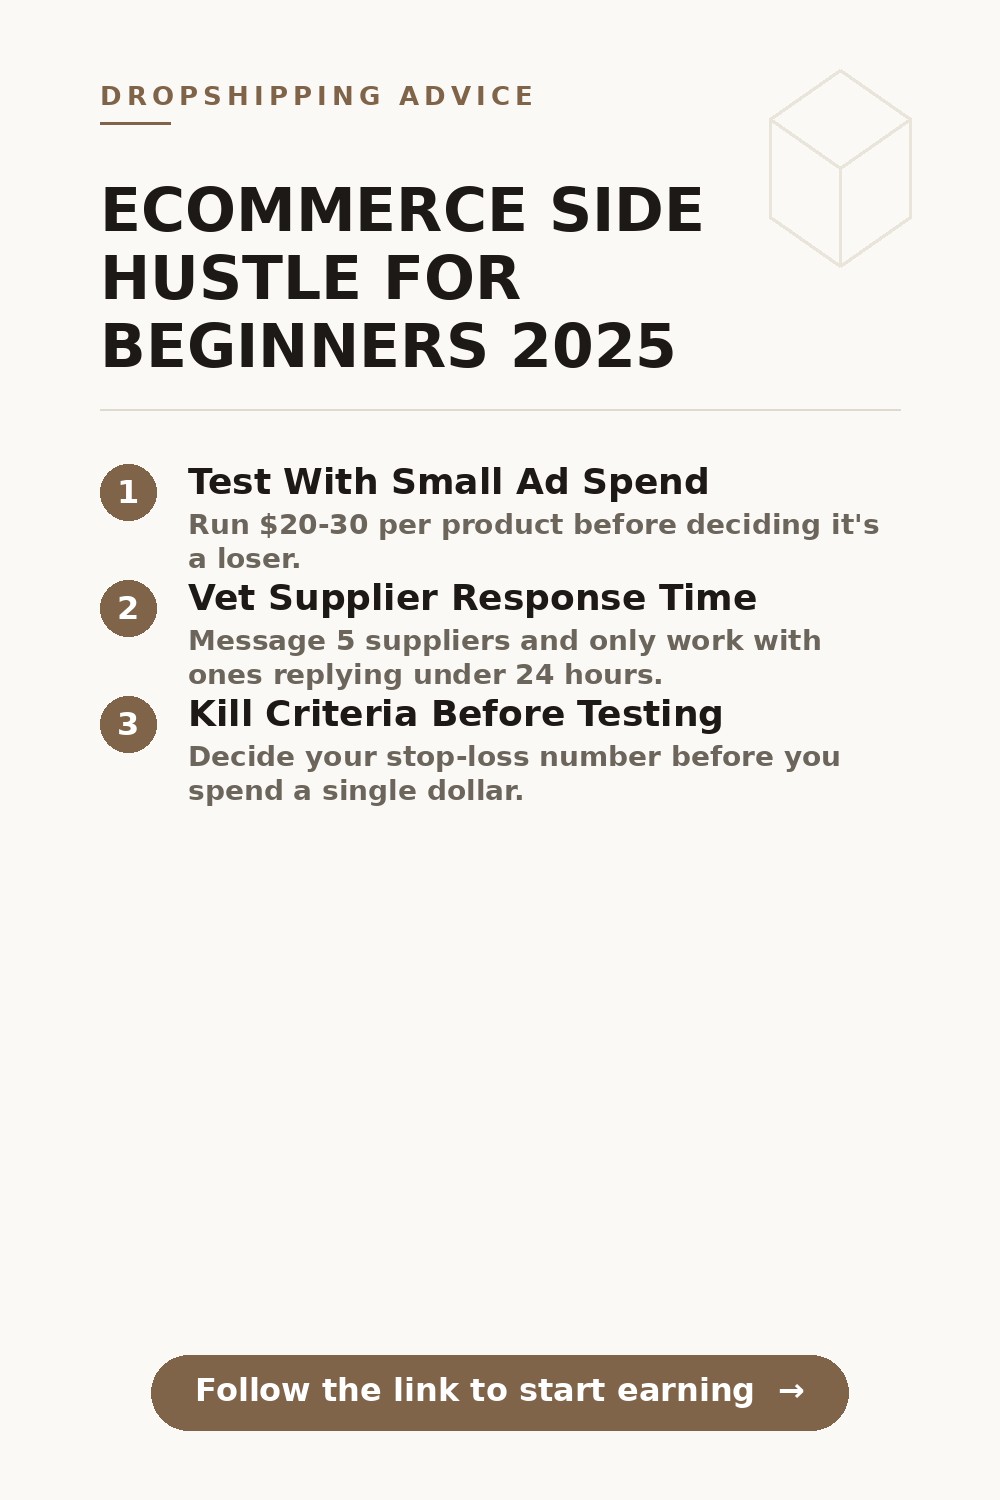 DROPSHIPPING ADVICE
ECOMMERCE SIDE
HUSTLE FOR
BEGINNERS 2025
1 Test With Small Ad Spend
Run $20-30 per product before deciding it's
a loser.
2 Vet Supplier Response Time
Message 5 suppliers and only work with
ones replying under 24 hours.
3 Kill Criteria Before Testing
Decide your stop-loss number before you
spend a single dollar.
Follow the link to start earning →